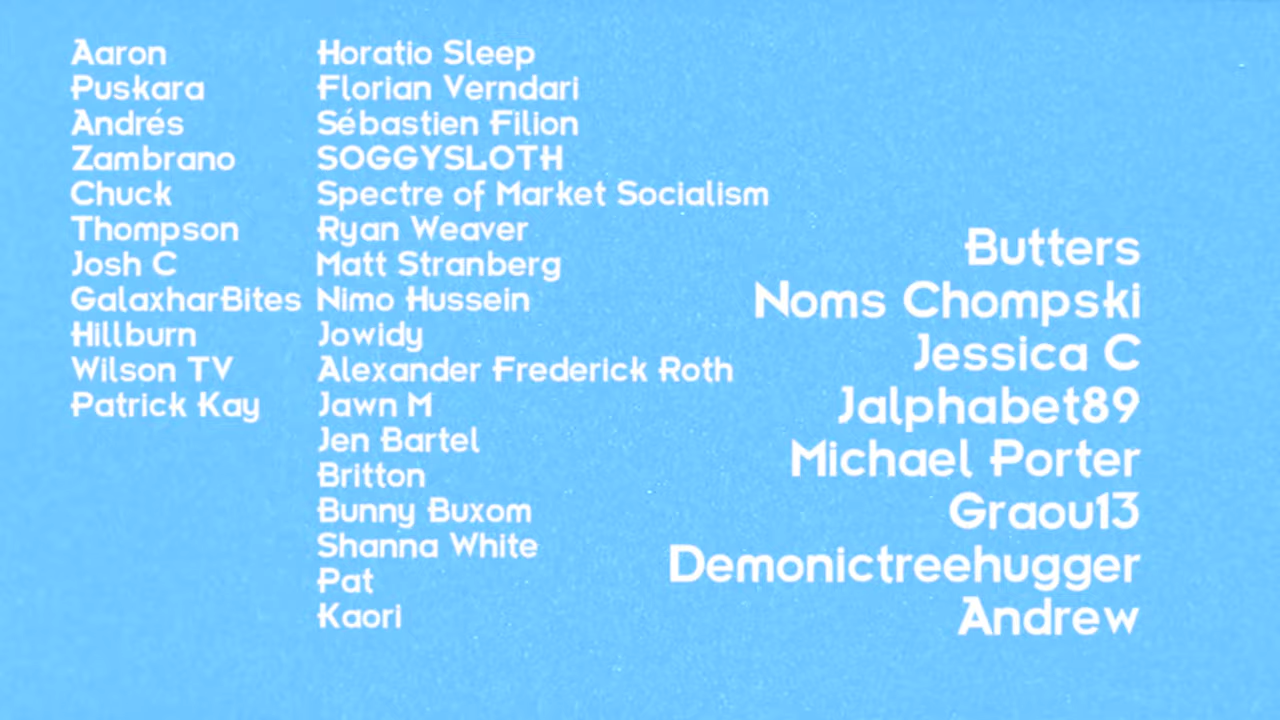 Aaron
Puskara
Andrés
Zambrano
Chuck
Thompson
Josh C
GalaxharBites
Hillburn
Wilson TV
Patrick Kay
Horatio Sleep
Florian Verndari
Sébastien Filion
SOGGYSLOTH
Spectre of Market Socialism
Ryan Weaver
Matt Stranberg
Nimo Hussein
Jowidy
Alexander Frederick Roth
Jawn M
Jen Bartel
Britton
Bunny Buxom
Shanna White
Pat
Kaori
Butters
Noms Chompski
Jessica C
Jalphabet89
Michael Porter
Graou13
Demonictreehugger
Andrew